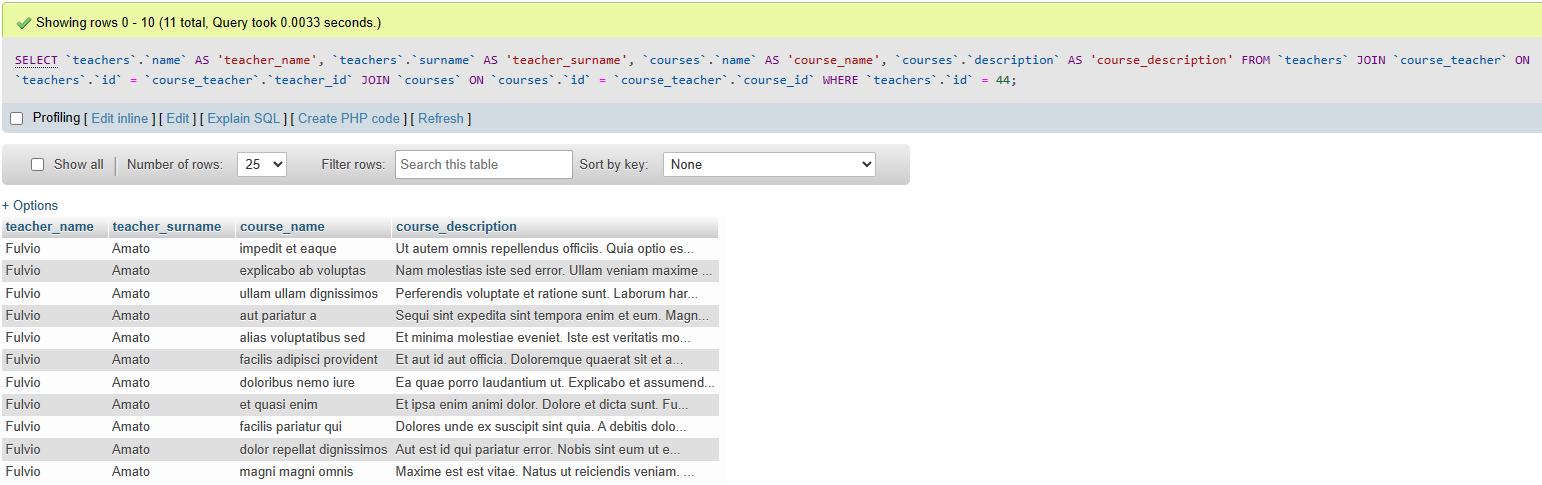 Showing rows 0 - 10 (11 total, Query took 0.0033 seconds.)
SELECT `teachers`.`name` AS 'teacher_name', `teachers`.`surname` AS 'teacher_surname', `courses`.`name` AS 'course_name', `courses`.`description` AS 'course_description' FROM `teachers` JOIN `course_teacher` ON
`teachers`.`id` = `course_teacher`.`teacher_id` JOIN `courses` ON `courses`.`id` = `course_teacher`.`course_id` WHERE `teachers`.`id` = 44;
Profiling [ Edit inline ] [ Edit ] [ Explain SQL ] [ Create PHP code ] [ Refresh ]
Show all | Number of rows: 25 Filter rows: Search this table Sort by key: None
+ Options
teacher_name teacher_surname course_name course_description
Fulvio Amato impedit et eaque Ut autem omnis repellendus officiis. Quia optio es...
Fulvio Amato explicabo ab voluptas Nam molestias iste sed error. Ullam veniam maxime ...
Fulvio Amato ullam ullam dignissimos Perferendis voluptate et ratione sunt. Laborum har...
Fulvio Amato aut pariatur a Sequi sint expedita sint tempora enim et eum. Magn...
Fulvio Amato alias voluptatibus sed Et minima molestiae eveniet. Iste est veritatis mo...
Fulvio Amato facilis adipisci provident Et aut id aut officia. Doloremque quaerat sit et a...
Fulvio Amato doloribus nemo iure Ea quae porro laudantium ut. Explicabo et assumend...
Fulvio Amato et quasi enim Et ipsa enim animi dolor. Dolore et dicta sunt. Fu...
Fulvio Amato facilis pariatur qui Dolores unde ex suscipit sint quia. A debitis dolo...
Fulvio Amato dolor repellat dignissimos Aut est id qui pariatur error. Nobis sint eum ut e...
Fulvio Amato magni magni omnis Maxime est est vitae. Natus ut reiciendis veniam. ...